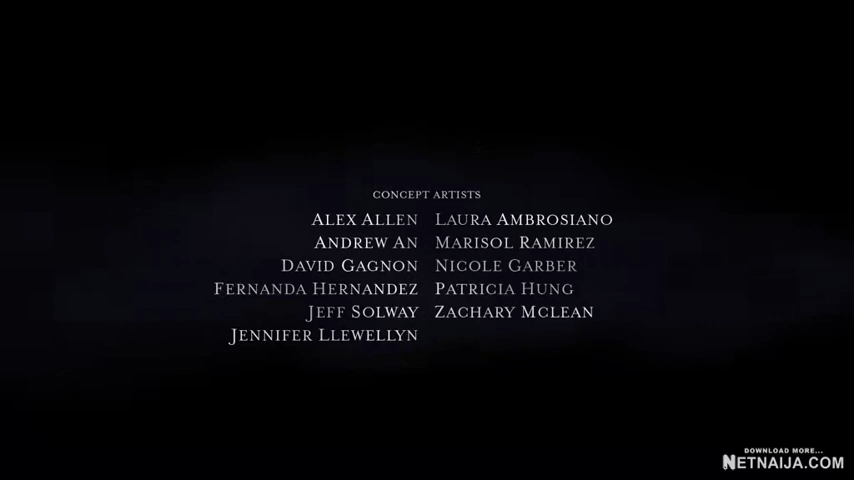 CONCEPT ARTISTS
ALEX ALLEN LAURA AMBROSIANO
ANDREW AN MARISOL RAMIREZ
DAVID GAGNON NICOLE GARBER
FERNANDA HERNANDEZ PATRICIA HUNG
JEFF SOLWAY ZACHARY MCLEAN
JENNIFER LLEWELLYN
DOWNLOAD MORE...
NETNAIJA.COM